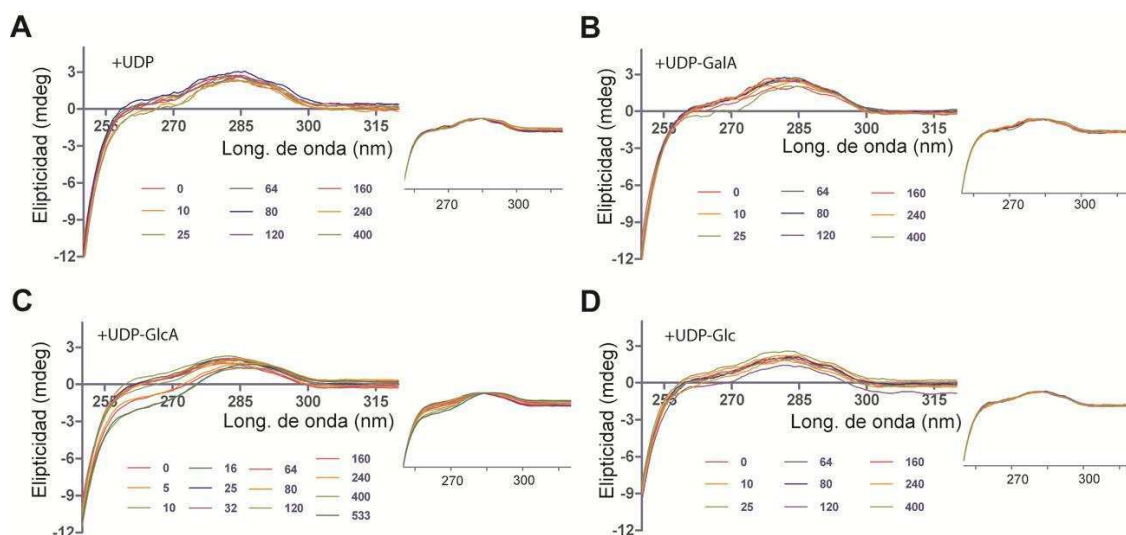 A
+UDP
Elipticidad (mdeg)
3
0
-3
-6
-9
-12
255 270 285 300 315
Long. de onda (nm)
0 64 160
10 80 240
25 120 400
270 300
B
+UDP-GalA
Elipticidad (mdeg)
3
0
-3
-6
-9
-12
255 270 285 300 315
Long. de onda (nm)
0 64 160
10 80 240
25 120 400
270 300
C
+UDP-GlcA
Elipticidad (mdeg)
3
0
-3
-6
-9
-12
255 270 285 300 315
Long. de onda (nm)
0 16 64 160
5 25 80 240
10 32 120 400
533
270 300
D
+UDP-Glc
Elipticidad (mdeg)
3
0
-3
-6
-9
-12
255 270 285 300 315
Long. de onda (nm)
0 64 160
10 80 240
25 120 400
270 300